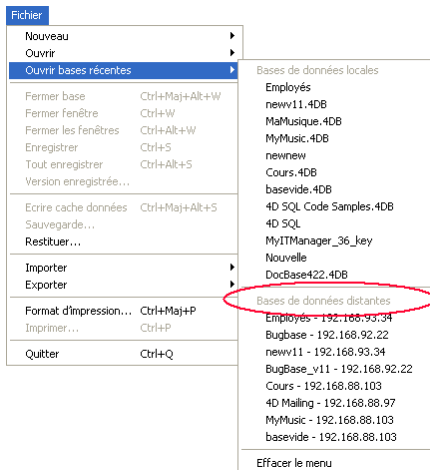 Fichier
Nouveau
Ouvrir
Ouvrir bases récentes
Fermer base Ctrl+Maj+Alt+W
Fermer fenêtre Ctrl+W
Fermer les fenêtres Ctrl+Alt+W
Enregistrer Ctrl+S
Tout enregistrer Ctrl+Alt+S
Version enregistrée...
Ecrire cache données Ctrl+Maj+Alt+S
Sauvegarde...
Restituer...
Importer
Exporter
Format d'impression... Ctrl+Maj+P
Imprimer... Ctrl+P
Quitter Ctrl+Q
Bases de données locales
Employés
newv11.4DB
MaMusique.4DB
MyMusic.4DB
newnew
Cours.4DB
basevide.4DB
4D SQL Code Samples.4DB
4D SQL
MyITManager_36_key
Nouvelle
DocBase422.4DB
Bases de données distantes
Employés - 192.168.93.34
Bugbase - 192.168.92.22
newv11 - 192.168.93.34
BugBase_v11 - 192.168.92.22
Cours - 192.168.88.103
4D Mailing - 192.168.88.97
MyMusic - 192.168.88.103
basevide - 192.168.88.103
Effacer le menu